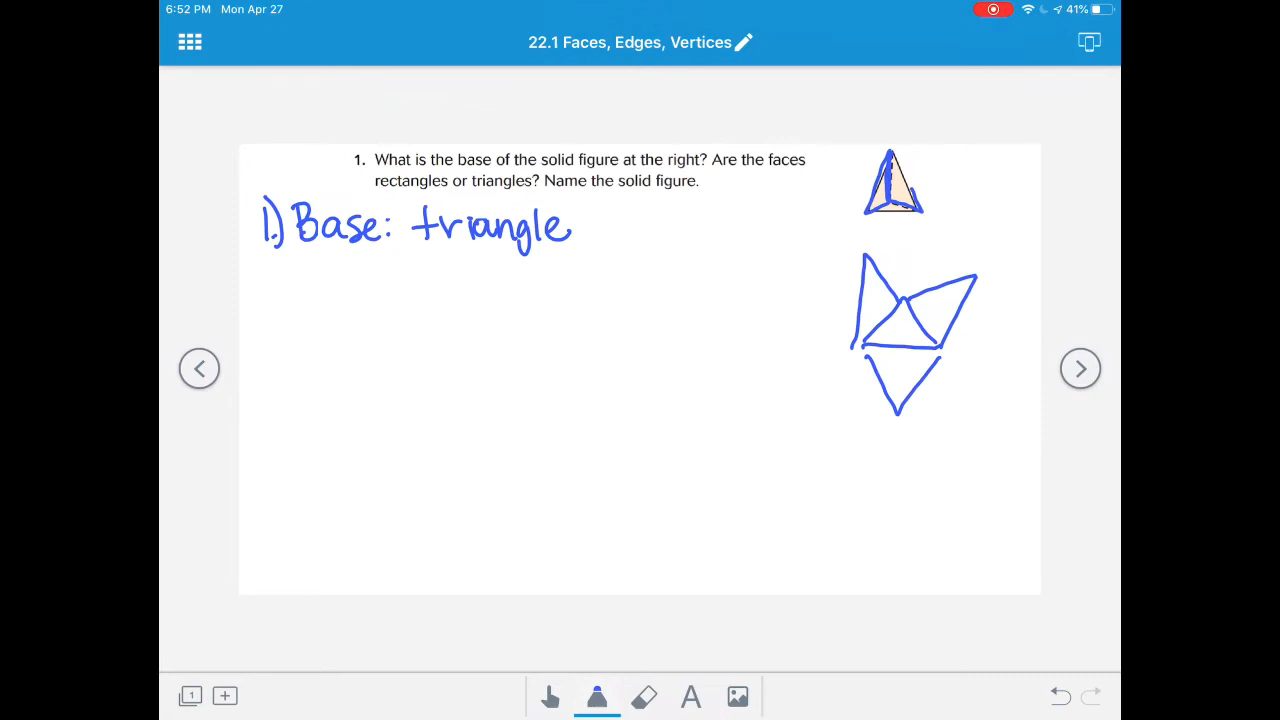 6:52 PM Mon Apr 27
41%
22.1 Faces, Edges, Vertices
1. What is the base of the solid figure at the right? Are the faces
rectangles or triangles? Name the solid figure.
1.) Base: triangle
1
A